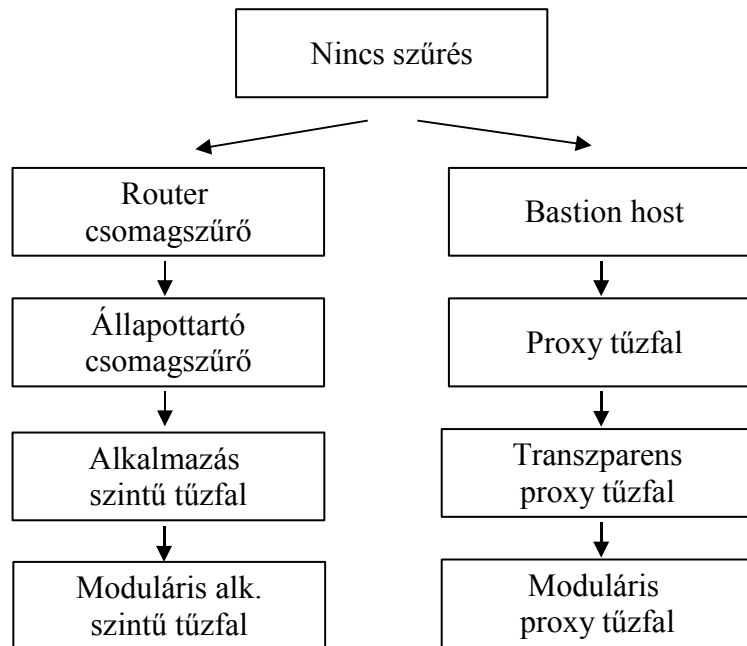 Nincs szűrés
Router
csomagszűrő
Bastion host
Állapottartó
csomagszűrő
Proxy tűzfal
Alkalmazás
szintű tűzfal
Transzparens
proxy tűzfal
Moduláris alk.
szintű tűzfal
Moduláris
proxy tűzfal